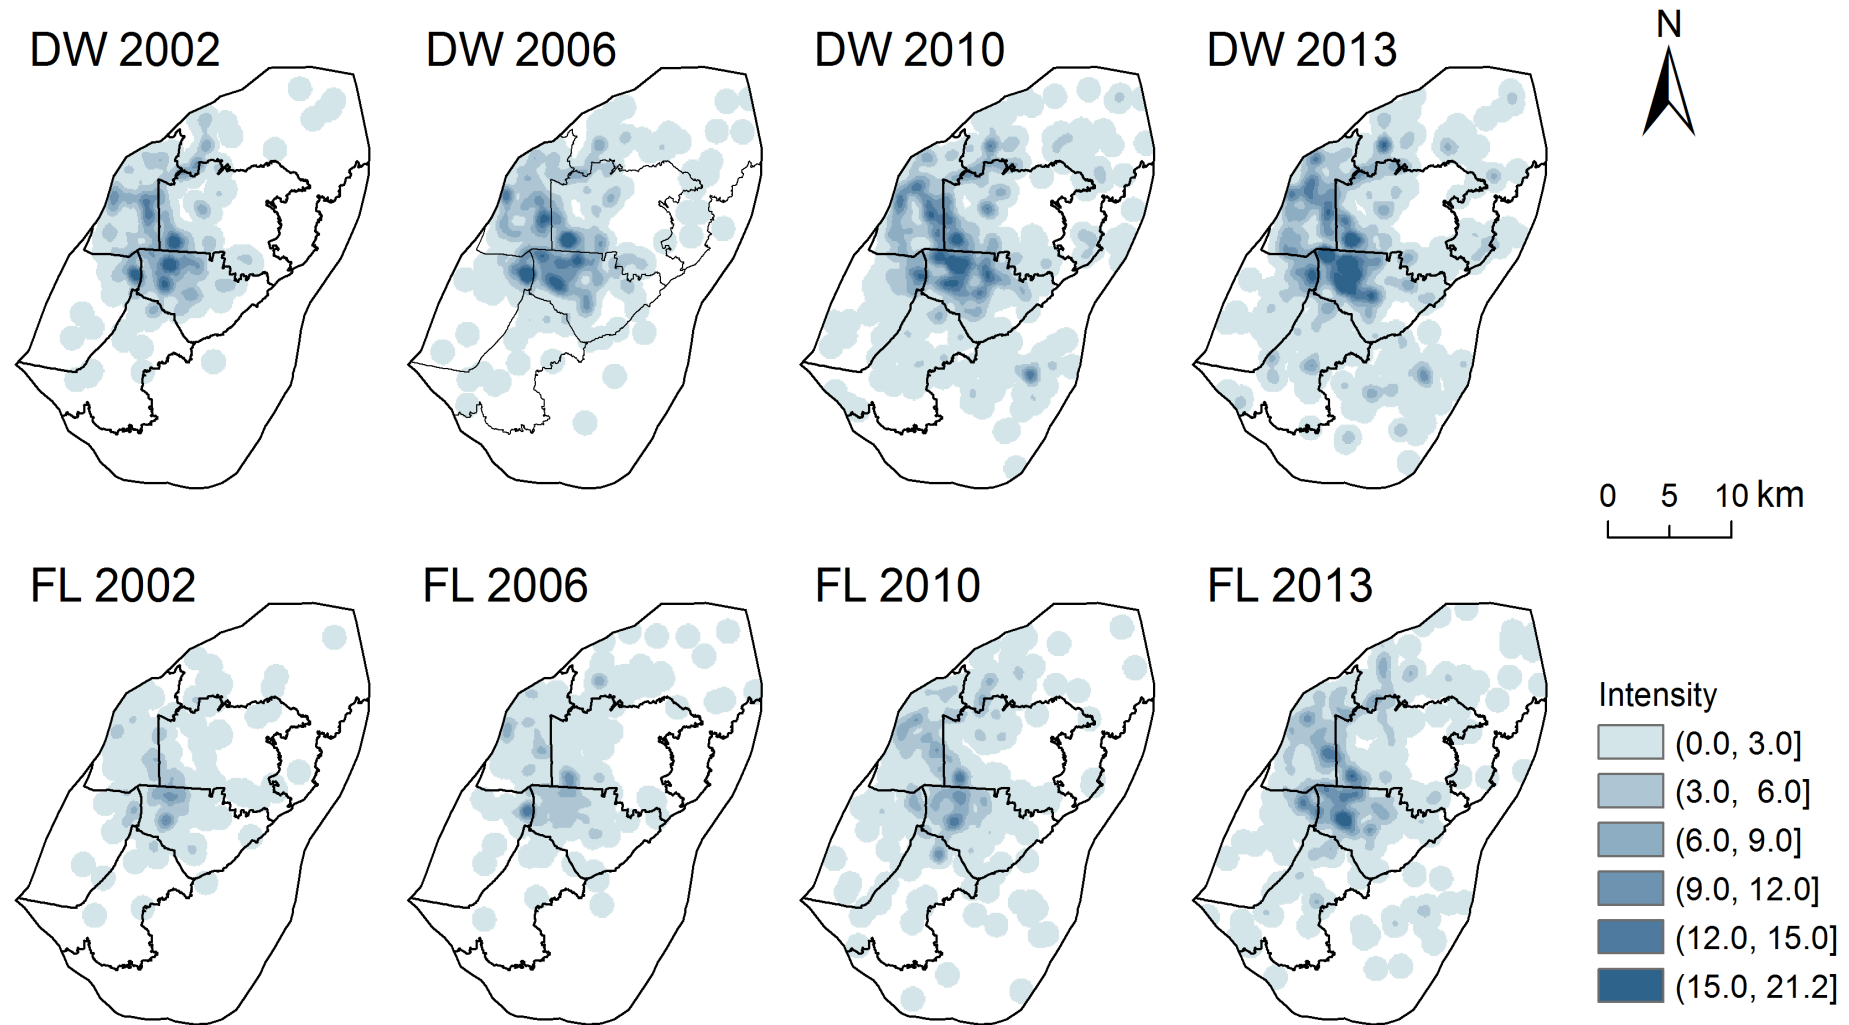 DW 2002
DW 2006
DW 2010
DW 2013
N
0 5 10 km
FL 2002
FL 2006
FL 2010
FL 2013
Intensity
(0.0, 3.0]
(3.0, 6.0]
(6.0, 9.0]
(9.0, 12.0]
(12.0, 15.0]
(15.0, 21.2]